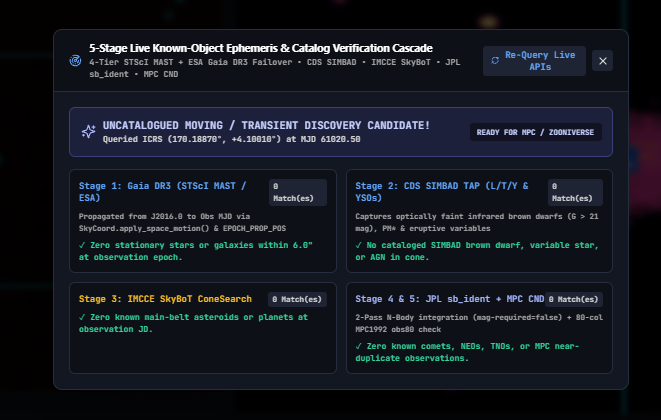 5-Stage Live Known-Object Ephemeris & Catalog Verification Cascade
4-Tier STScI MAST + ESA Gaia DR3 Failover • CDS SIMBAD • IMCCE SkyBoT • JPL
sb_ident • MPC CND
Re-Query Live
APIs
UNCATALOGUED MOVING / TRANSIENT DISCOVERY CANDIDATE!
Queried ICRS (170.18870°, +4.10010°) at MJD 61020.50
READY FOR MPC / ZOONIVERSE
Stage 1: Gaia DR3 (STScI MAST /
ESA)
0
Match(es)
Propagated from J2016.0 to Obs MJD via
SkyCoord.apply_space_motion() & EPOCH_PROP_POS
✓ Zero stationary stars or galaxies within 6.0"
at observation epoch.
Stage 2: CDS SIMBAD TAP (L/T/Y &
YSOs)
0
Match(es)
Captures optically faint infrared brown dwarfs (G > 21
mag), PM* & eruptive variables
✓ No cataloged SIMBAD brown dwarf, variable star,
or AGN in cone.
Stage 3: IMCCE SkyBoT ConeSearch
0 Match(es)
✓ Zero known main-belt asteroids or planets at
observation JD.
Stage 4 & 5: JPL sb_ident + MPC CND
0 Match(es)
2-Pass N-Body integration (mag-required=false) + 80-col
MPC1992 obs80 check
✓ Zero known comets, NEOs, TNOs, or MPC near-
duplicate observations.